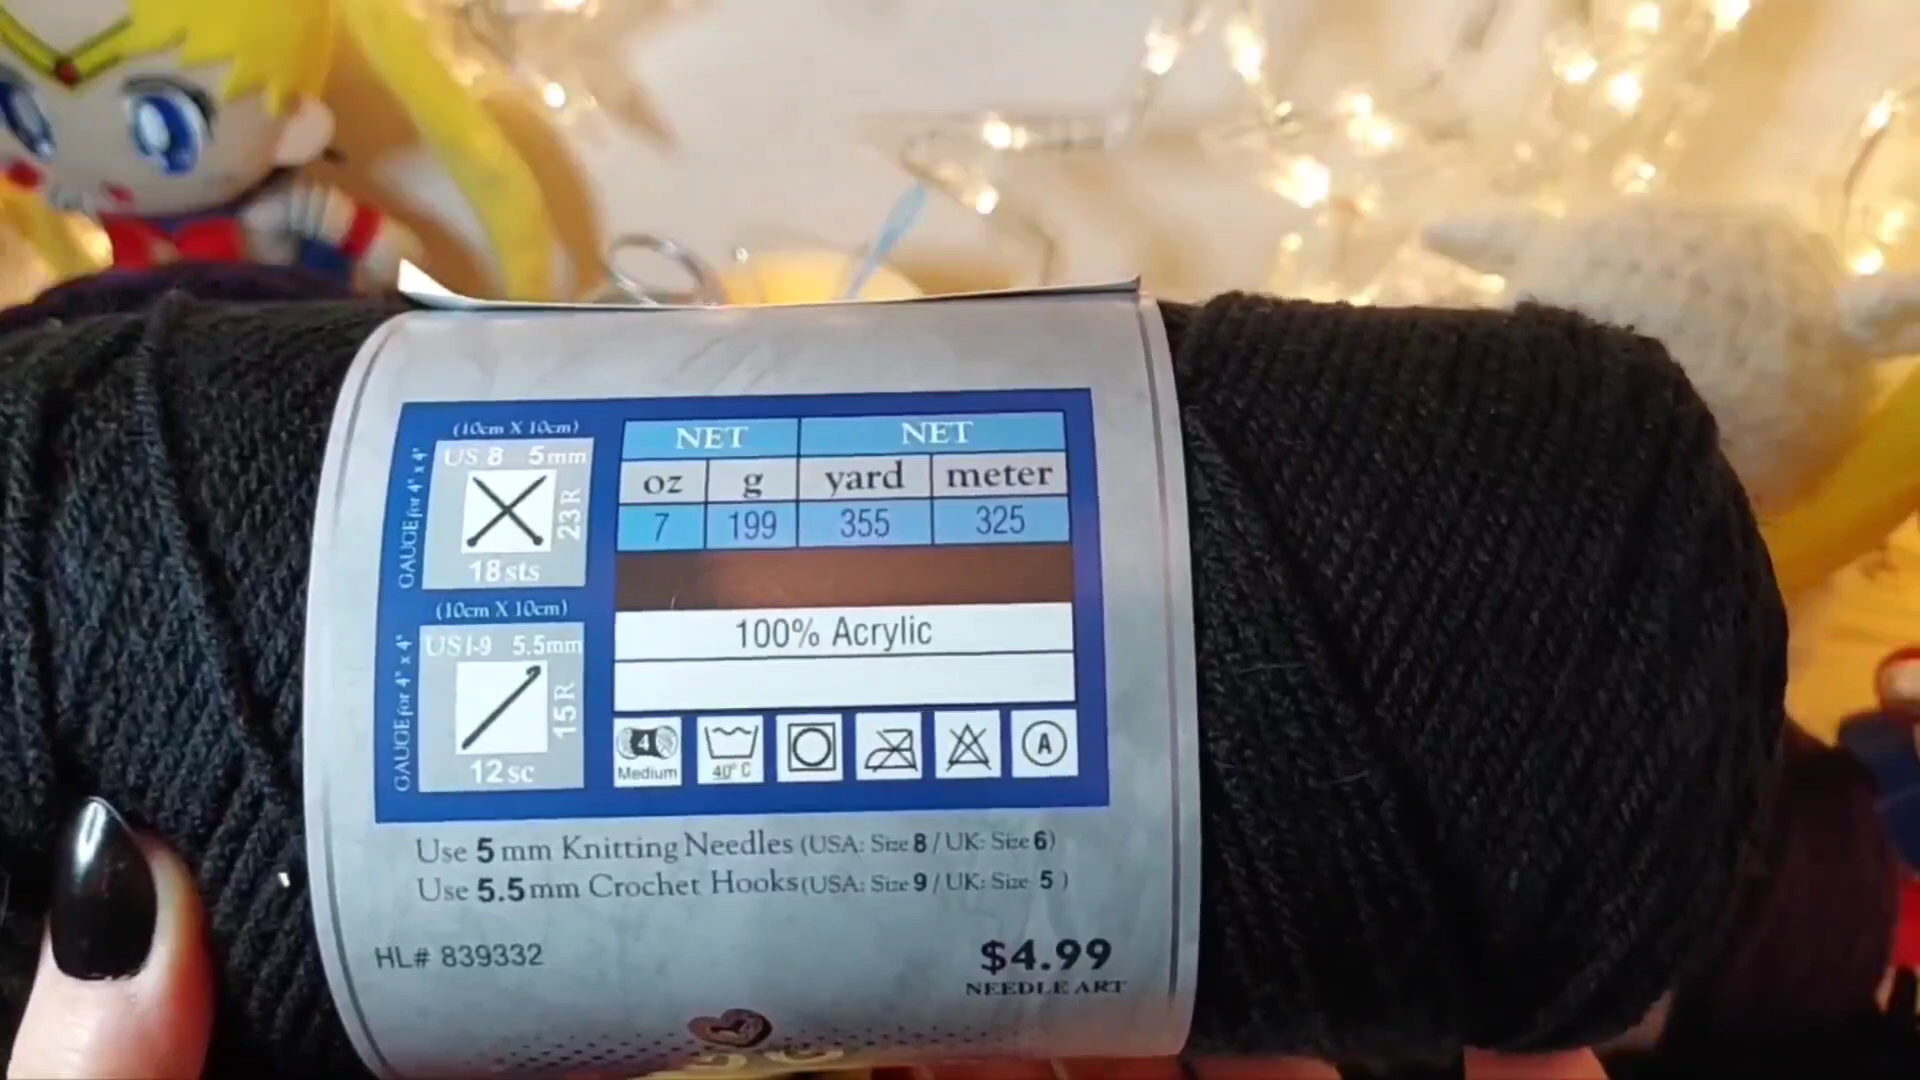 (10cm X 10cm)
GAUGE for 4" x 4"
US 8 5mm
23 R
18 sts
(10cm X 10cm)
GAUGE for 4" x 4"
US I-9 5.5mm
15 R
12 sc
NET NET
oz g yard meter
7 199 355 325
100% Acrylic
4
Medium
40° C
A
Use 5 mm Knitting Needles (USA: Size 8 / UK: Size 6)
Use 5.5 mm Crochet Hooks (USA: Size 9 / UK: Size 5 )
HL# 839332
$4.99
NEEDLE ART